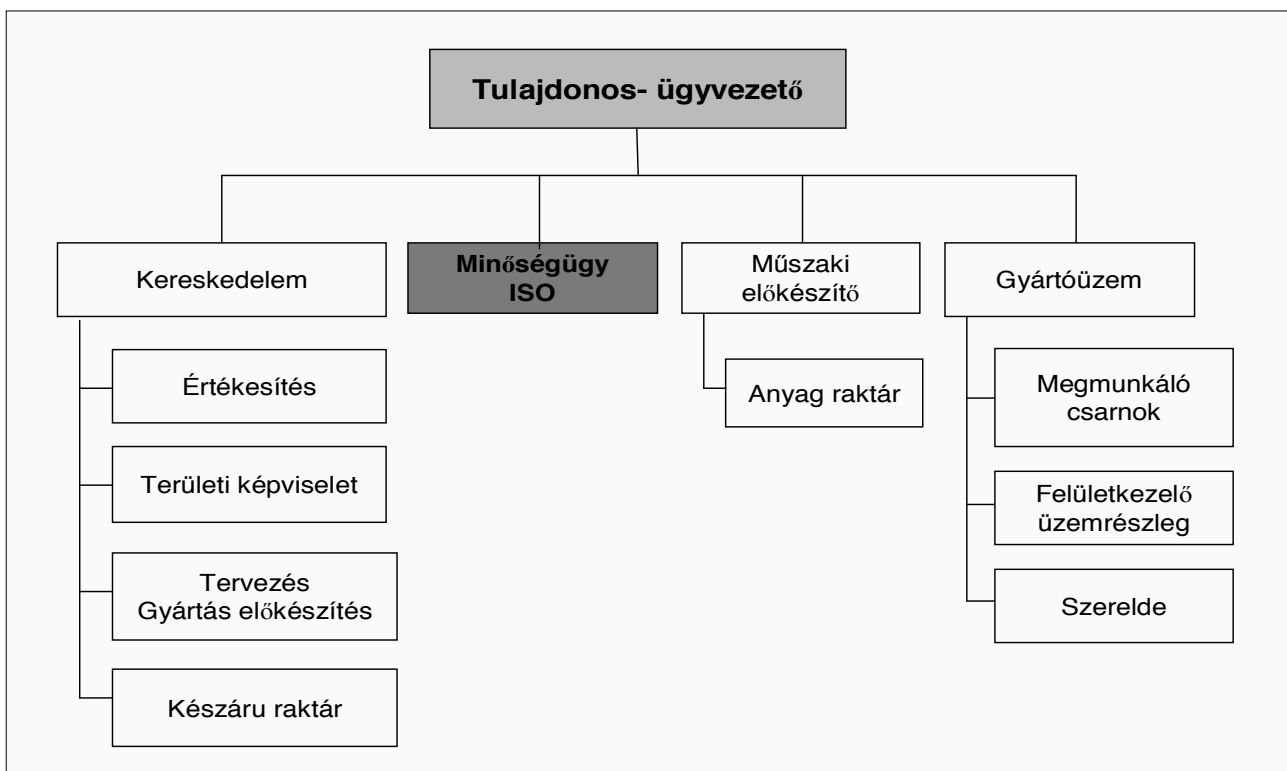 Tulajdonos- ügyvezető
Kereskedelem
Minőségügy
ISO
Műszaki
előkészítő
Gyártóüzem
Értékesítés
Területi képviselet
Tervezés
Gyártás előkészítés
Készáru raktár
Anyag raktár
Megmunkáló
csarnok
Felületkezelő
üzemrészleg
Szerelde